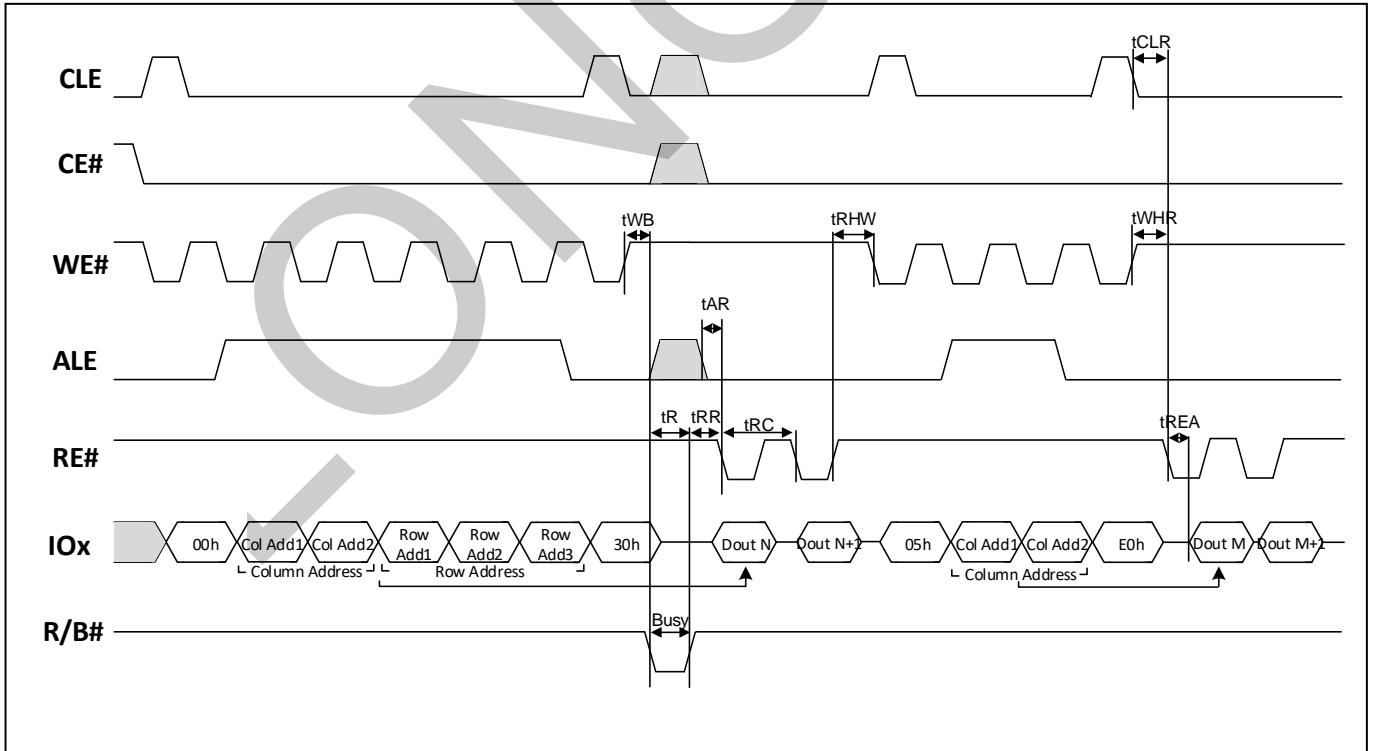 tCLR
CLE
CE#
tWB tRHW tWHR
WE#
tAR
ALE
tR tRR tRC tREA
RE#
IOx 00h Col Add1 Col Add2 Row Add1 Row Add2 Row Add3 30h Dout N Dout N+1 05h Col Add1 Col Add2 E0h Dout M Dout M+1
Column Address Row Address Column Address
Busy
R/B#